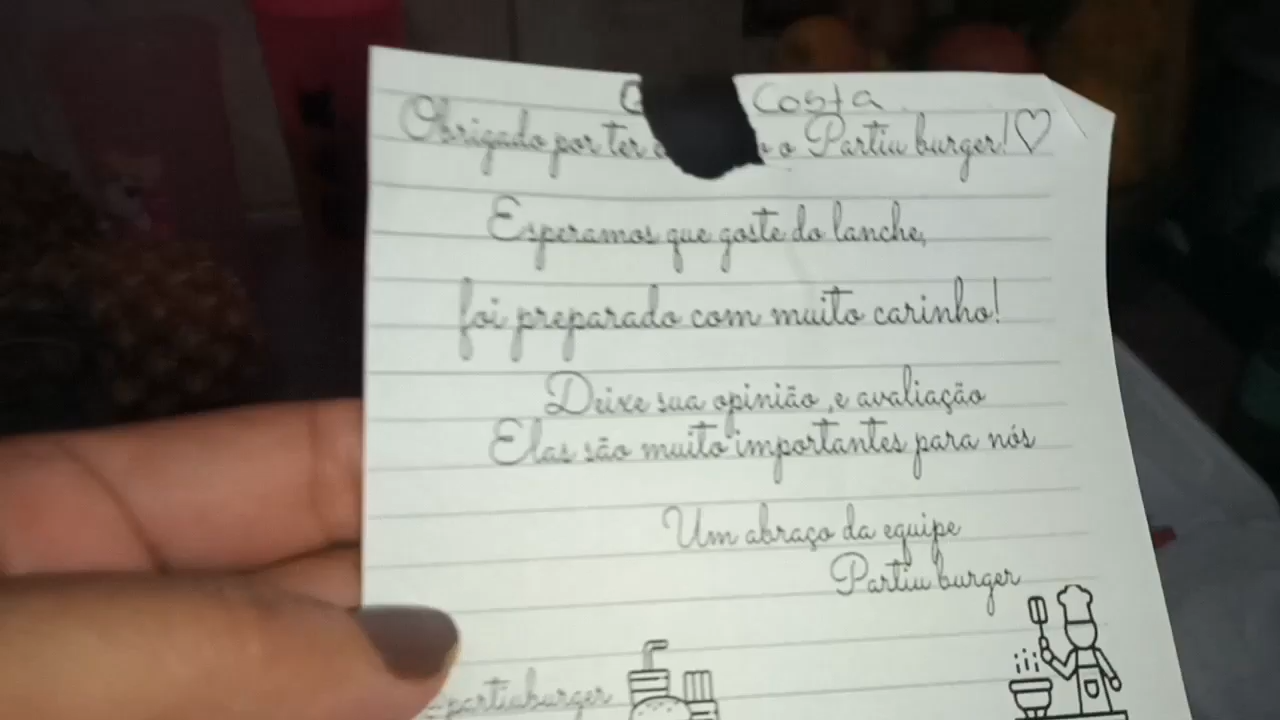 Costa
Obrigado por ter o Partiu burger!♡
Esperamos que goste do lanche,
foi preparado com muito carinho!
Deixe sua opinião, e avaliação
Elas são muito importantes para nós
Um abraço da equipe
Partiu burger
partiuburger